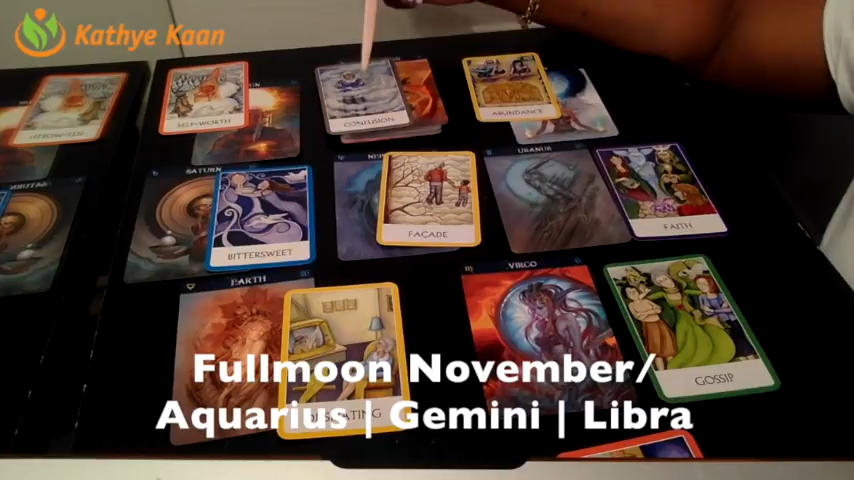 Kathye Kaan
SELF-WORTH
CONFUSION
ABUNDANCE
SATURN
URANUS
BITTERSWEET
FAÇADE
FAITH
EARTH
VIRGO
GOSSIP
Fullmoon November/
Aquarius | Gemini | Libra